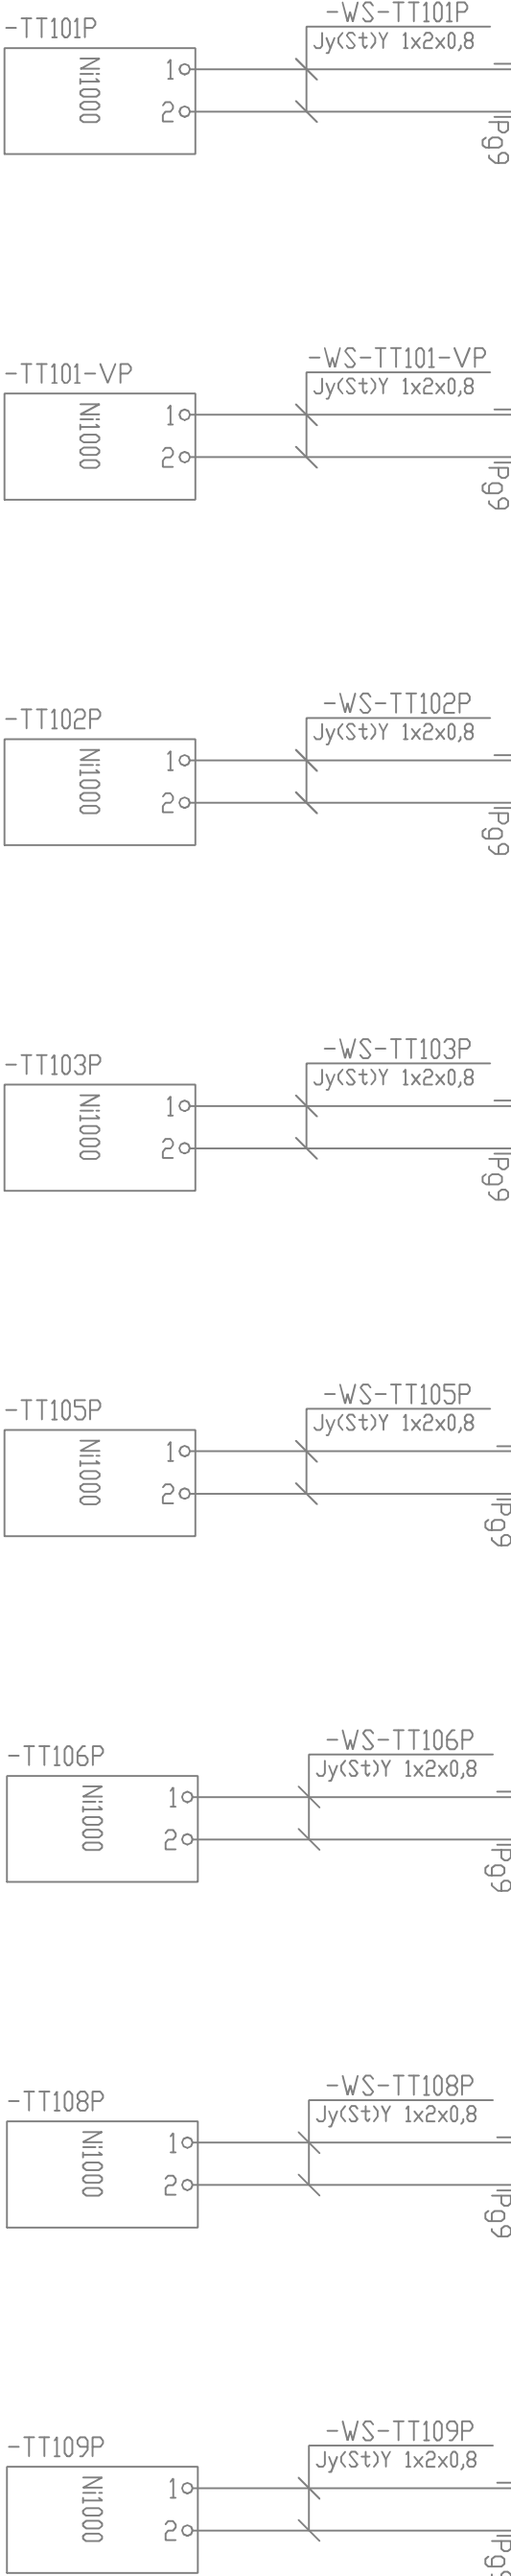 -TT101P
-WS-TT101P
Jy(St)Y 1x2x0,8
Ni1000
1
2
Pg9
-TT101-VP
-WS-TT101-VP
Jy(St)Y 1x2x0,8
Ni1000
1
2
Pg9
-TT102P
-WS-TT102P
Jy(St)Y 1x2x0,8
Ni1000
1
2
Pg9
-TT103P
-WS-TT103P
Jy(St)Y 1x2x0,8
Ni1000
1
2
Pg9
-TT105P
-WS-TT105P
Jy(St)Y 1x2x0,8
Ni1000
1
2
Pg9
-TT106P
-WS-TT106P
Jy(St)Y 1x2x0,8
Ni1000
1
2
Pg9
-TT108P
-WS-TT108P
Jy(St)Y 1x2x0,8
Ni1000
1
2
Pg9
-TT109P
-WS-TT109P
Jy(St)Y 1x2x0,8
Ni1000
1
2
Pg9